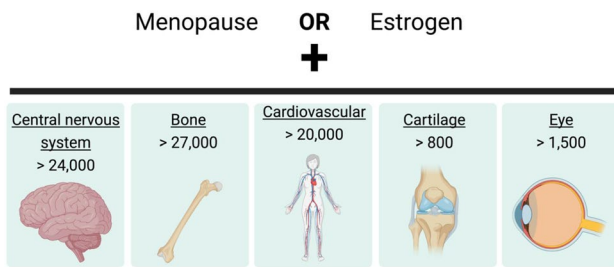 Menopause OR Estrogen
+
Central nervous
system
> 24,000
Bone
> 27,000
Cardiovascular
> 20,000
Cartilage
> 800
Eye
> 1,500